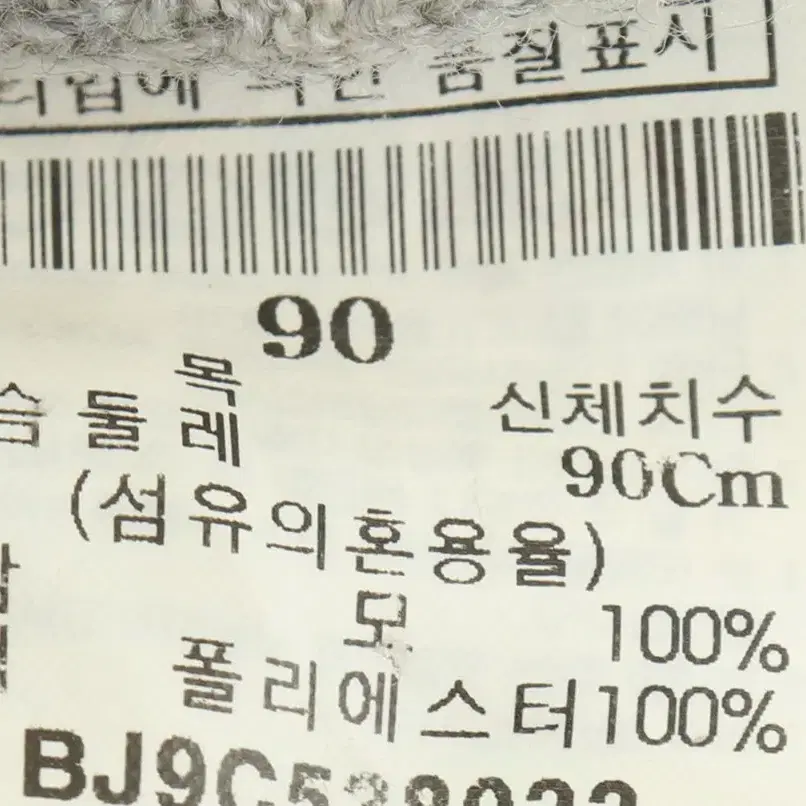 품질표시
90
목 신체치수
둘레 90Cm
(섬유의혼용율)
모 100%
폴리에스터100%
BJ9C5